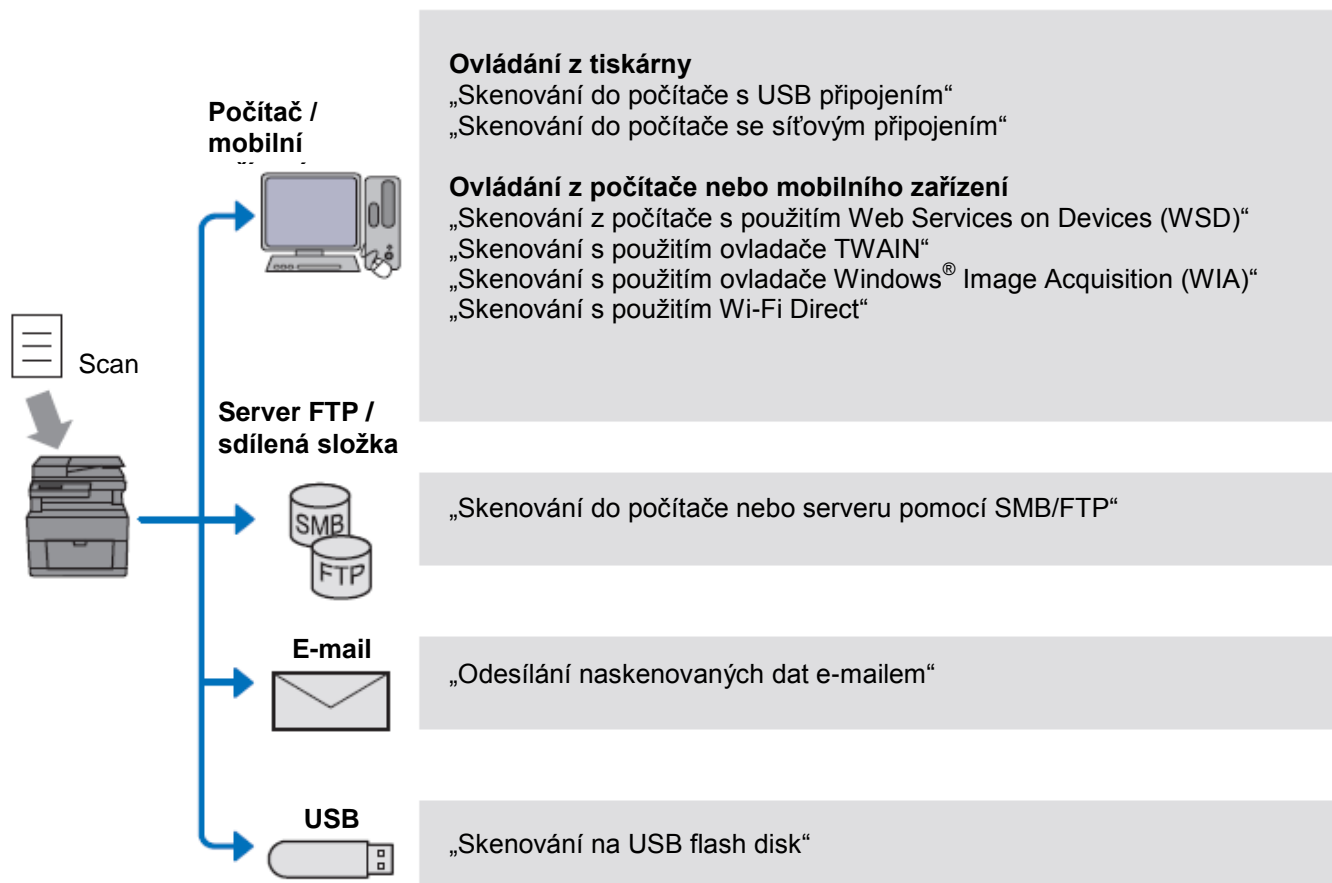 Ovládání z tiskárny
„Skenování do počítače s USB připojením“
„Skenování do počítače se síťovým připojením“
Počítač /
mobilní
Ovládání z počítače nebo mobilního zařízení
„Skenování z počítače s použitím Web Services on Devices (WSD)“
„Skenování s použitím ovladače TWAIN“
„Skenování s použitím ovladače Windows® Image Acquisition (WIA)“
„Skenování s použitím Wi-Fi Direct“
Scan
Server FTP /
sdílená složka
SMB
FTP
„Skenování do počítače nebo serveru pomocí SMB/FTP“
E-mail
„Odesílání naskenovaných dat e-mailem“
USB
„Skenování na USB flash disk“